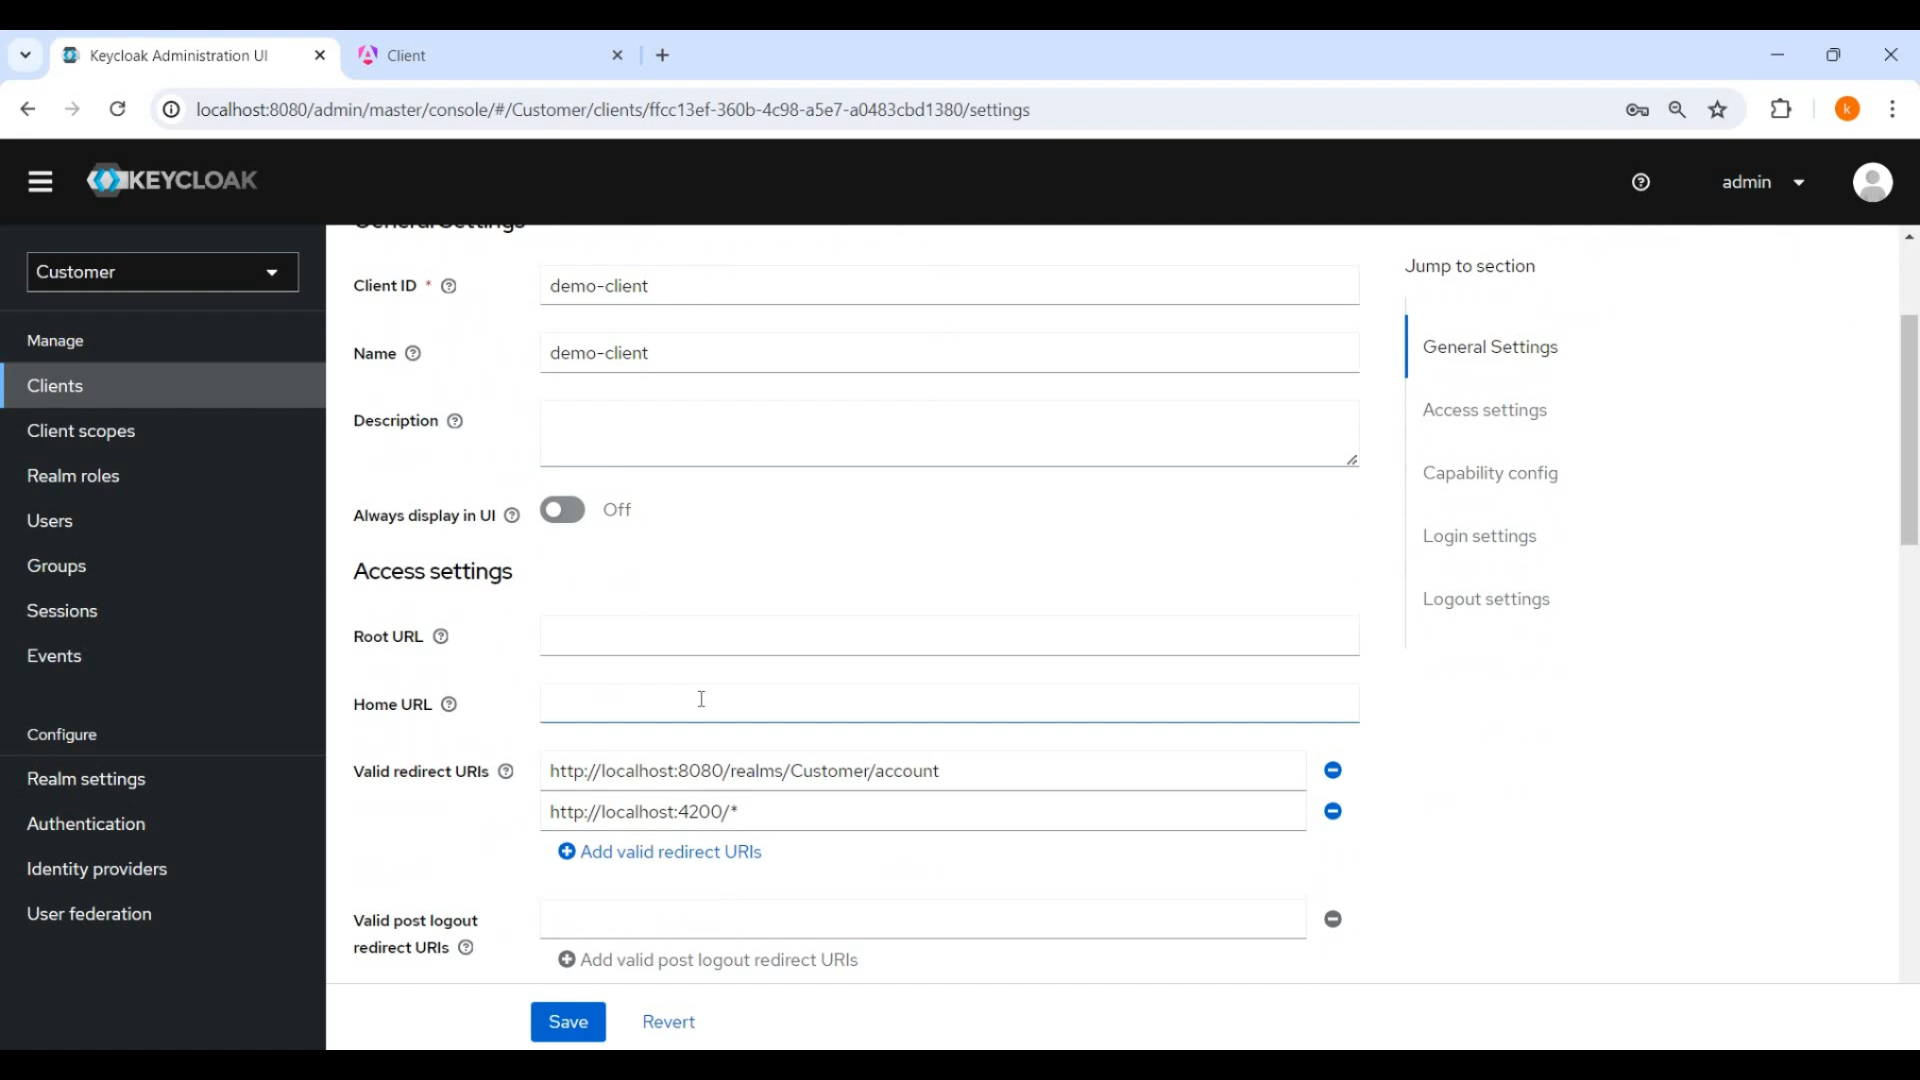 Keycloak Administration UI
Client
localhost:8080/admin/master/console/#/Customer/clients/ffcc13ef-360b-4c98-a5e7-a0483cbd1380/settings
k
KEYCLOAK
admin
Customer
Manage
Clients
Client scopes
Realm roles
Users
Groups
Sessions
Events
Configure
Realm settings
Authentication
Identity providers
User federation
General Settings
Client ID *
demo-client
Name
demo-client
Description
Always display in UI
Off
Access settings
Root URL
Home URL
Valid redirect URIs
http://localhost:8080/realms/Customer/account
http://localhost:4200/*
Add valid redirect URIs
Valid post logout
redirect URIs
Add valid post logout redirect URIs
Save
Revert
Jump to section
General Settings
Access settings
Capability config
Login settings
Logout settings